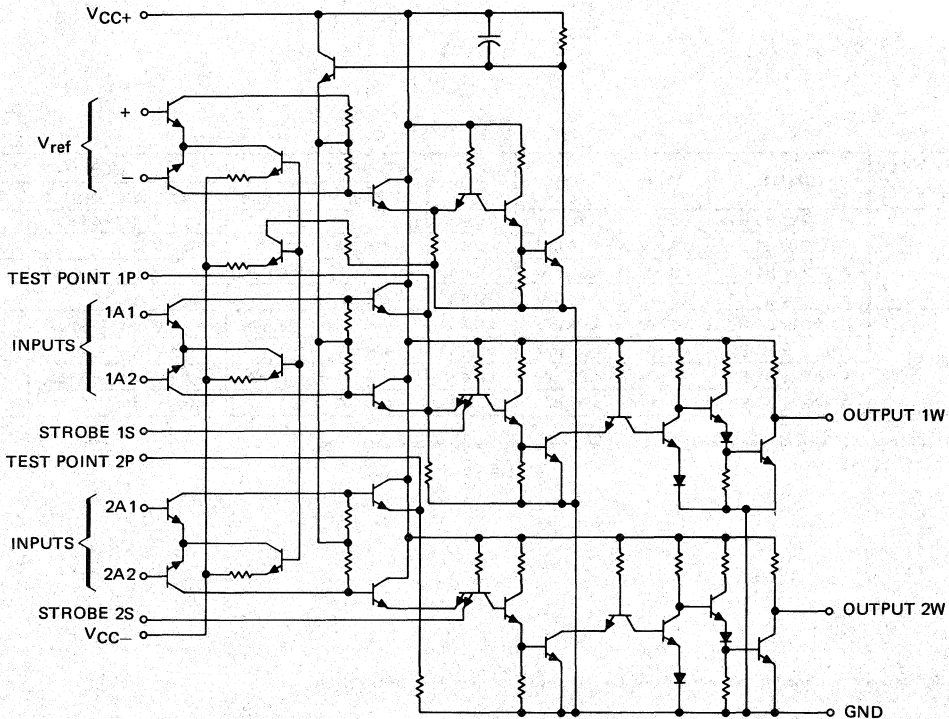 VCC+
+
Vref
−
TEST POINT 1P
1A1
INPUTS
1A2
STROBE 1S
OUTPUT 1W
TEST POINT 2P
2A1
INPUTS
2A2
STROBE 2S
OUTPUT 2W
VCC−
GND